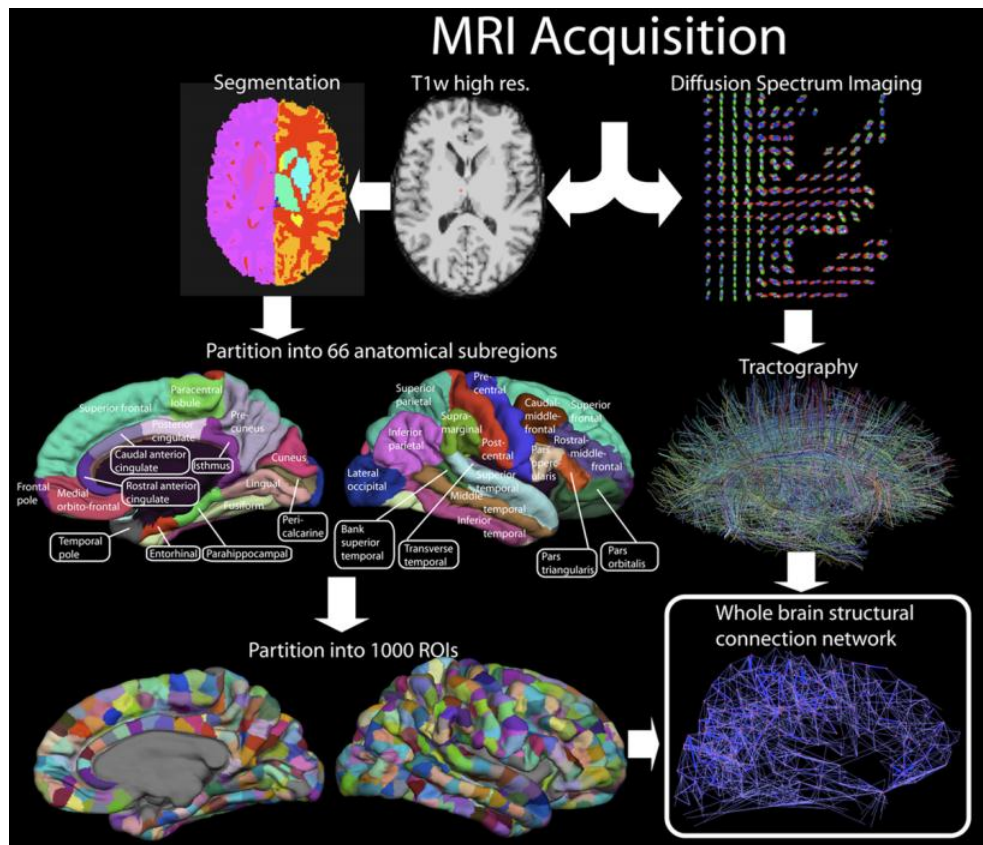 MRI Acquisition
Segmentation
T1w high res.
Diffusion Spectrum Imaging
Partition into 66 anatomical subregions
Tractography
Paracentral
lobule
Superior frontal
Pre-
cuneus
Posterior
cingulate
Caudal anterior
cingulate
Isthmus
Cuneus
Rostral anterior
cingulate
Lingual
Frontal
pole
Medial
orbito-frontal
Fusiform
Peri-
calcarine
Temporal
pole
Entorhinal
Parahippocampal
Pre-
central
Superior
parietal
Superior
frontal
Caudal-
middle-
frontal
Supra-
marginal
Inferior
parietal
Post-
central
Rostral-
middle-
frontal
Pars
opercularis
Lateral
occipital
Superior
temporal
Middle
temporal
Inferior
temporal
Bank
superior
temporal
Transverse
temporal
Pars
triangularis
Pars
orbitalis
Partition into 1000 ROIs
Whole brain structural
connection network